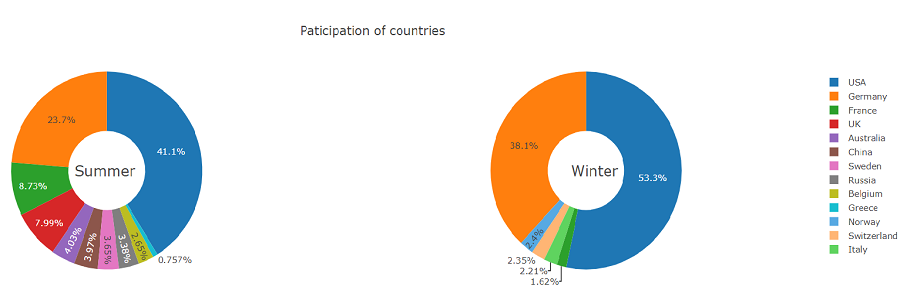 Paticipation of countries
23.7%
41.1%
Summer
8.73%
7.99%
4.03%
3.97%
3.65%
3.38%
2.65%
0.757%
38.1%
53.3%
Winter
2.4%
2.35%
2.21%
1.62%
USA
Germany
France
UK
Australia
China
Sweden
Russia
Belgium
Greece
Norway
Switzerland
Italy